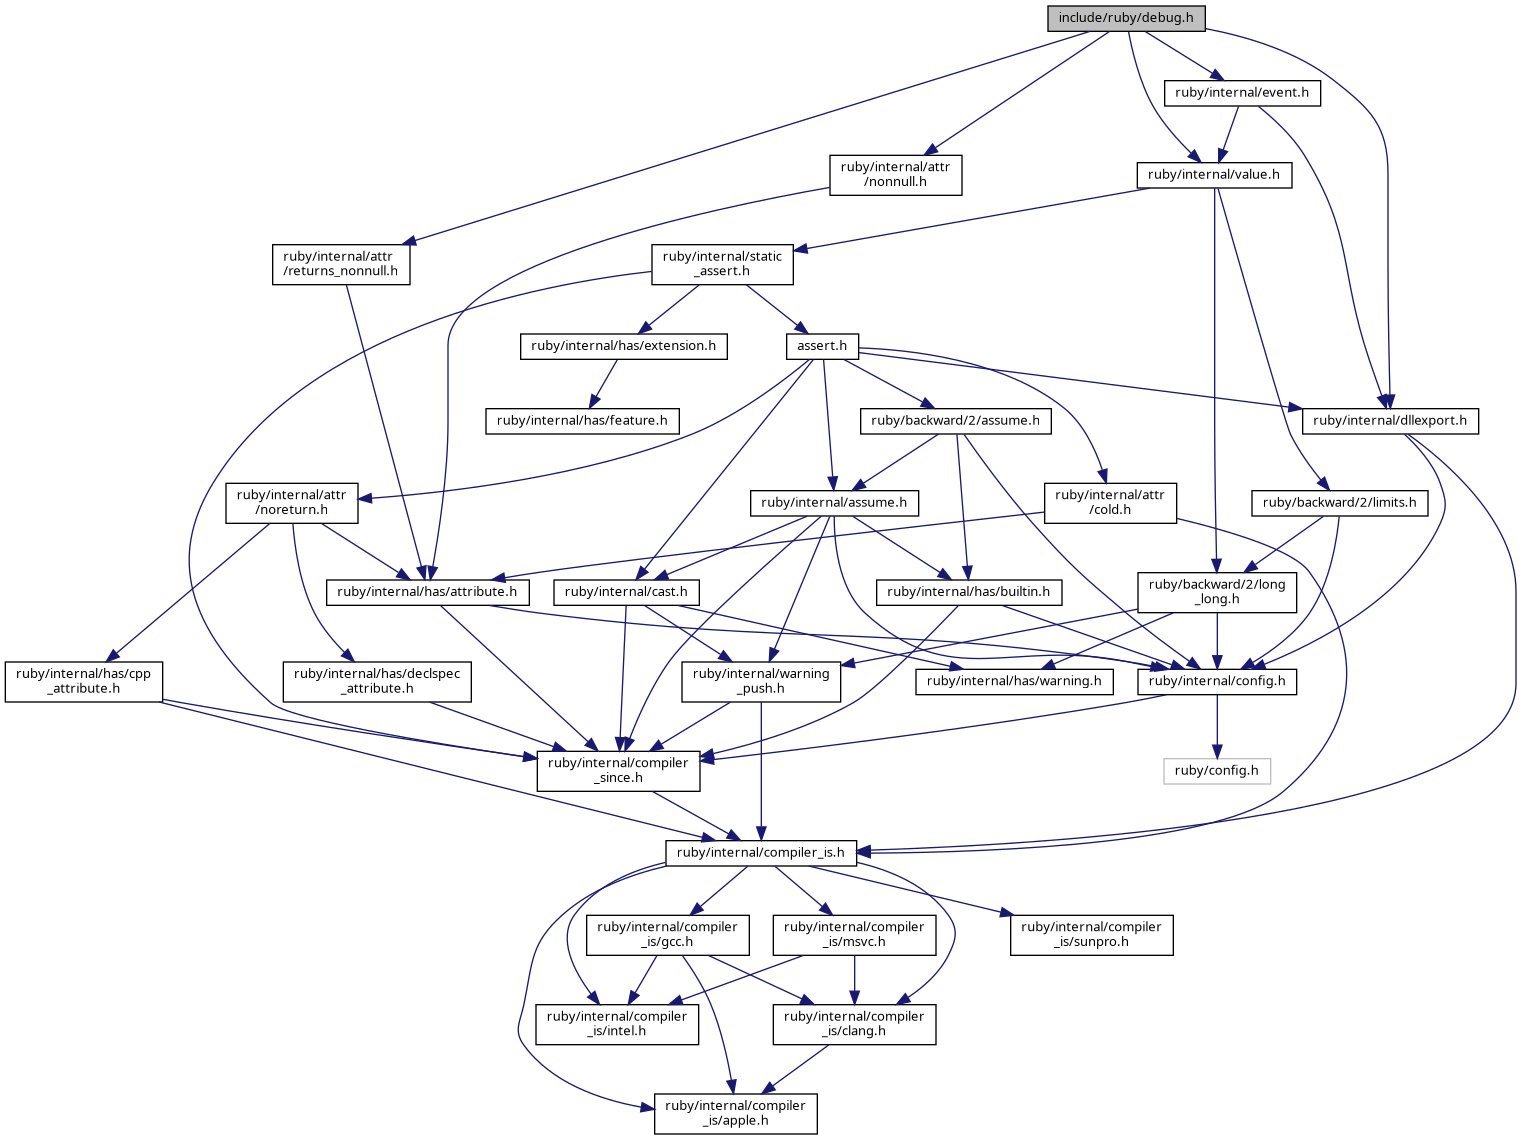 include/ruby/debug.h
ruby/internal/event.h
ruby/internal/attr
/nonnull.h
ruby/internal/value.h
ruby/internal/attr
/returns_nonnull.h
ruby/internal/static
_assert.h
ruby/internal/has/extension.h
assert.h
ruby/internal/has/feature.h
ruby/backward/2/assume.h
ruby/internal/dllexport.h
ruby/internal/attr
/noreturn.h
ruby/internal/assume.h
ruby/internal/attr
/cold.h
ruby/backward/2/limits.h
ruby/internal/has/attribute.h
ruby/internal/cast.h
ruby/internal/has/builtin.h
ruby/backward/2/long
_long.h
ruby/internal/has/cpp
_attribute.h
ruby/internal/has/declspec
_attribute.h
ruby/internal/warning
_push.h
ruby/internal/has/warning.h
ruby/internal/config.h
ruby/internal/compiler
_since.h
ruby/config.h
ruby/internal/compiler_is.h
ruby/internal/compiler
_is/gcc.h
ruby/internal/compiler
_is/msvc.h
ruby/internal/compiler
_is/sunpro.h
ruby/internal/compiler
_is/intel.h
ruby/internal/compiler
_is/clang.h
ruby/internal/compiler
_is/apple.h